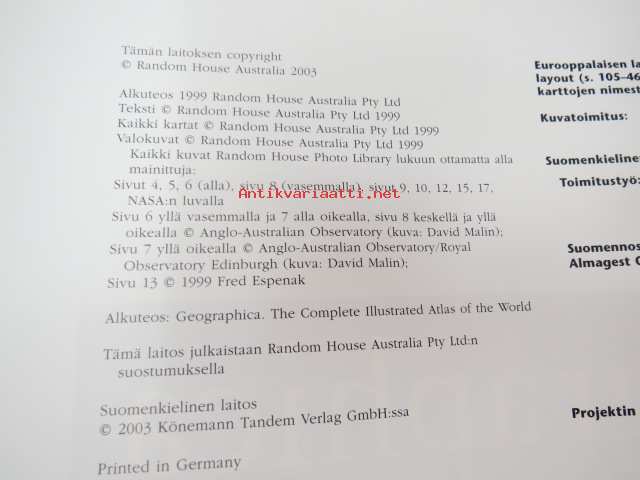 Tämän laitoksen copyright
© Random House Australia 2003
Alkuteos 1999 Random House Australia Pty Ltd
Teksti © Random House Australia Pty Ltd 1999
Kaikki kartat © Random House Australia Pty Ltd 1999
Valokuvat © Random House Australia Pty Ltd 1999
Kaikki kuvat Random House Photo Library lukuun ottamatta alla
mainittuja:
Sivut 4, 5, 6 (alla), sivu 8 (vasemmalla), sivut 9, 10, 12, 15, 17,
NASA:n luvalla
Antikvariaatti.net
Sivu 6 yllä vasemmalla ja 7 alla oikealla, sivu 8 keskellä ja yllä
oikealla © Anglo-Australian Observatory (kuva: David Malin);
Sivu 7 yllä oikealla © Anglo-Australian Observatory/Royal
Observatory Edinburgh (kuva: David Malin);
Sivu 13 © 1999 Fred Espenak
Alkuteos: Geographica. The Complete Illustrated Atlas of the World
Tämä laitos julkaistaan Random House Australia Pty Ltd:n
suostumuksella
Suomenkielinen laitos
© 2003 Könemann Tandem Verlag GmbH:ssa
Printed in Germany
Eurooppalaisen la
layout (s. 105–46
karttojen nimest
Kuvatoimitus:
Suomenkieline
Toimitustyö:
Suomennos
Almagest
Projektin